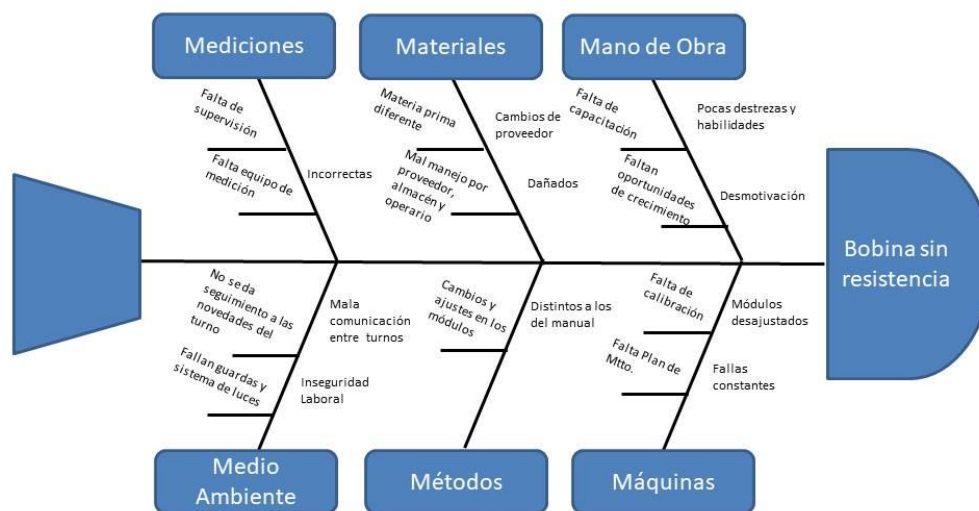 Mediciones
Materiales
Mano de Obra
Falta de
supervisión
Falta equipo de
medición
Incorrectas
Materia prima
diferente
Cambios de
proveedor
Mal manejo por
proveedor,
almacén y
operario
Dañados
Falta de
capacitación
Pocas destrezas y
habilidades
Faltan
oportunidades
de crecimiento
Desmotivación
Bobina sin
resistencia
No se da
seguimiento a las
novedades del
turno
Mala
comunicación
entre turnos
Fallan guardas y
sistema de luces
Inseguridad
Laboral
Cambios y
ajustes en los
módulos
Distintos a los
del manual
Falta de
calibración
Módulos
desajustados
Falta Plan de
Mtto.
Fallas
constantes
Medio
Ambiente
Métodos
Máquinas